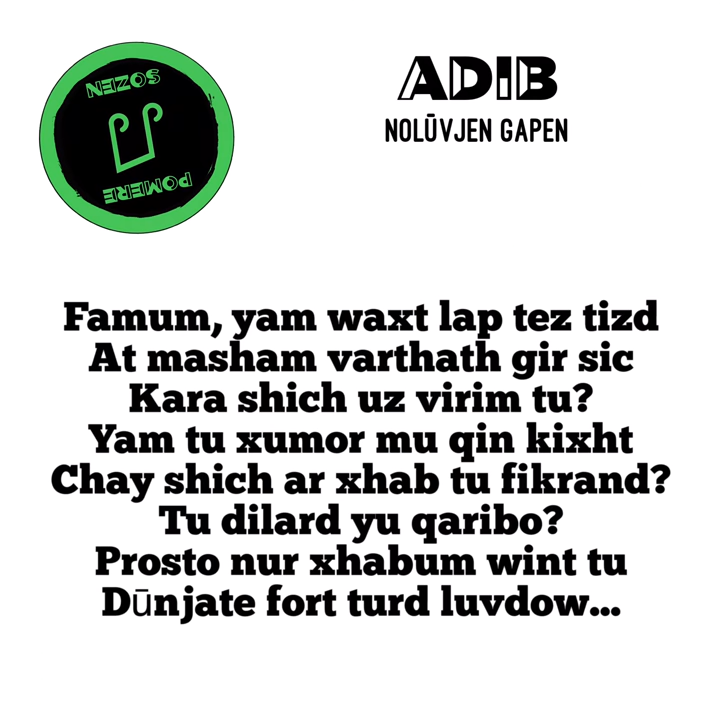 SOZEN
POMERE
ADIB
NOLŪVJEN GAPEN
Famum, yam waxt lap tez tizd
At masham varthath gir sic
Kara shich uz virim tu?
Yam tu xumor mu qin kixht
Chay shich ar xhab tu fikrand?
Tu dilard yu qaribo?
Prosto nur xhabum wint tu
Dūnjate fort turd luvdow...